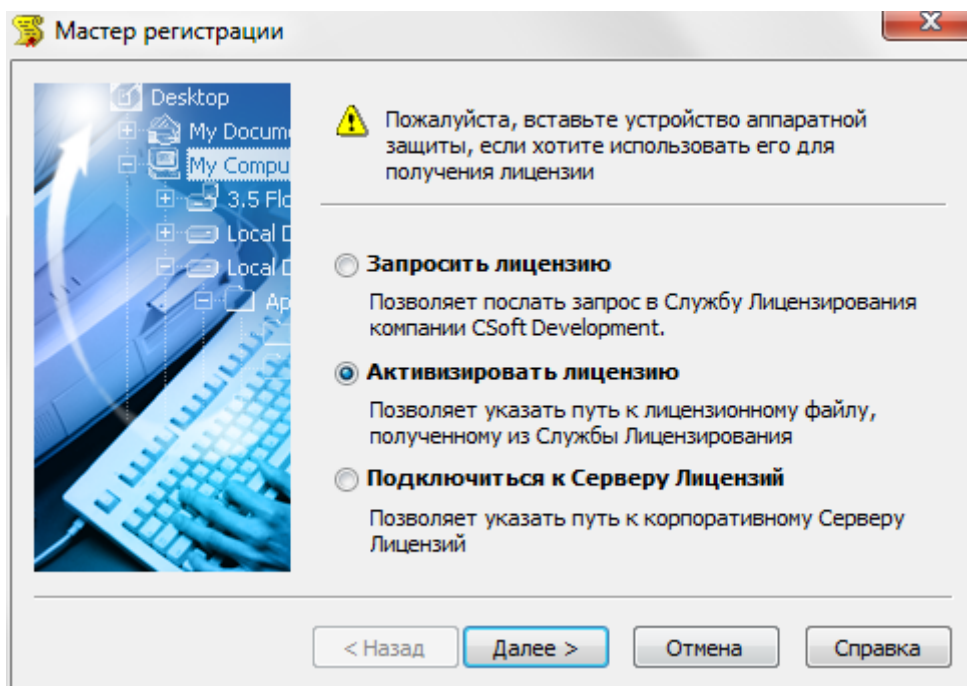 Мастер регистрации
Desktop
My Docum
My Compu
3.5 Flo
Local D
Local D
Ap
Пожалуйста, вставьте устройство аппаратной
защиты, если хотите использовать его для
получения лицензии
Запросить лицензию
Позволяет послать запрос в Службу Лицензирования
компании CSoft Development.
Активизировать лицензию
Позволяет указать путь к лицензионному файлу,
полученному из Службы Лицензирования
Подключиться к Серверу Лицензий
Позволяет указать путь к корпоративному Серверу
Лицензий
< Назад Далее > Отмена Справка